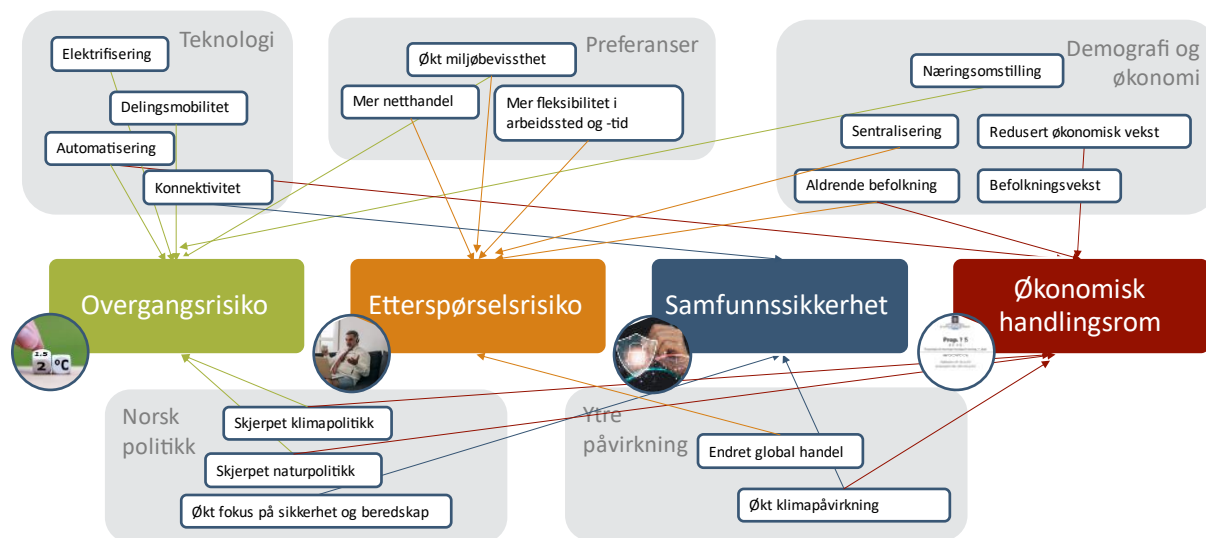 Teknologi
Elektrifisering
Delingsmobilitet
Automatisering
Konnektivitet
Preferanser
Økt miljøbevissthet
Mer netthandel
Mer fleksibilitet i
arbeidssted og -tid
Demografi og
økonomi
Næringsomstilling
Sentralisering
Redusert økonomisk vekst
Aldrende befolkning
Befolkningsvekst
Overgangsrisiko
Etterspørselsrisiko
Samfunnssikkerhet
Økonomisk
handlingsrom
1.5
2 °C
Prop. 1 S
Norsk
politikk
Skjerpet klimapolitikk
Skjerpet naturpolitikk
Økt fokus på sikkerhet og beredskap
Ytre
påvirkning
Endret global handel
Økt klimapåvirkning